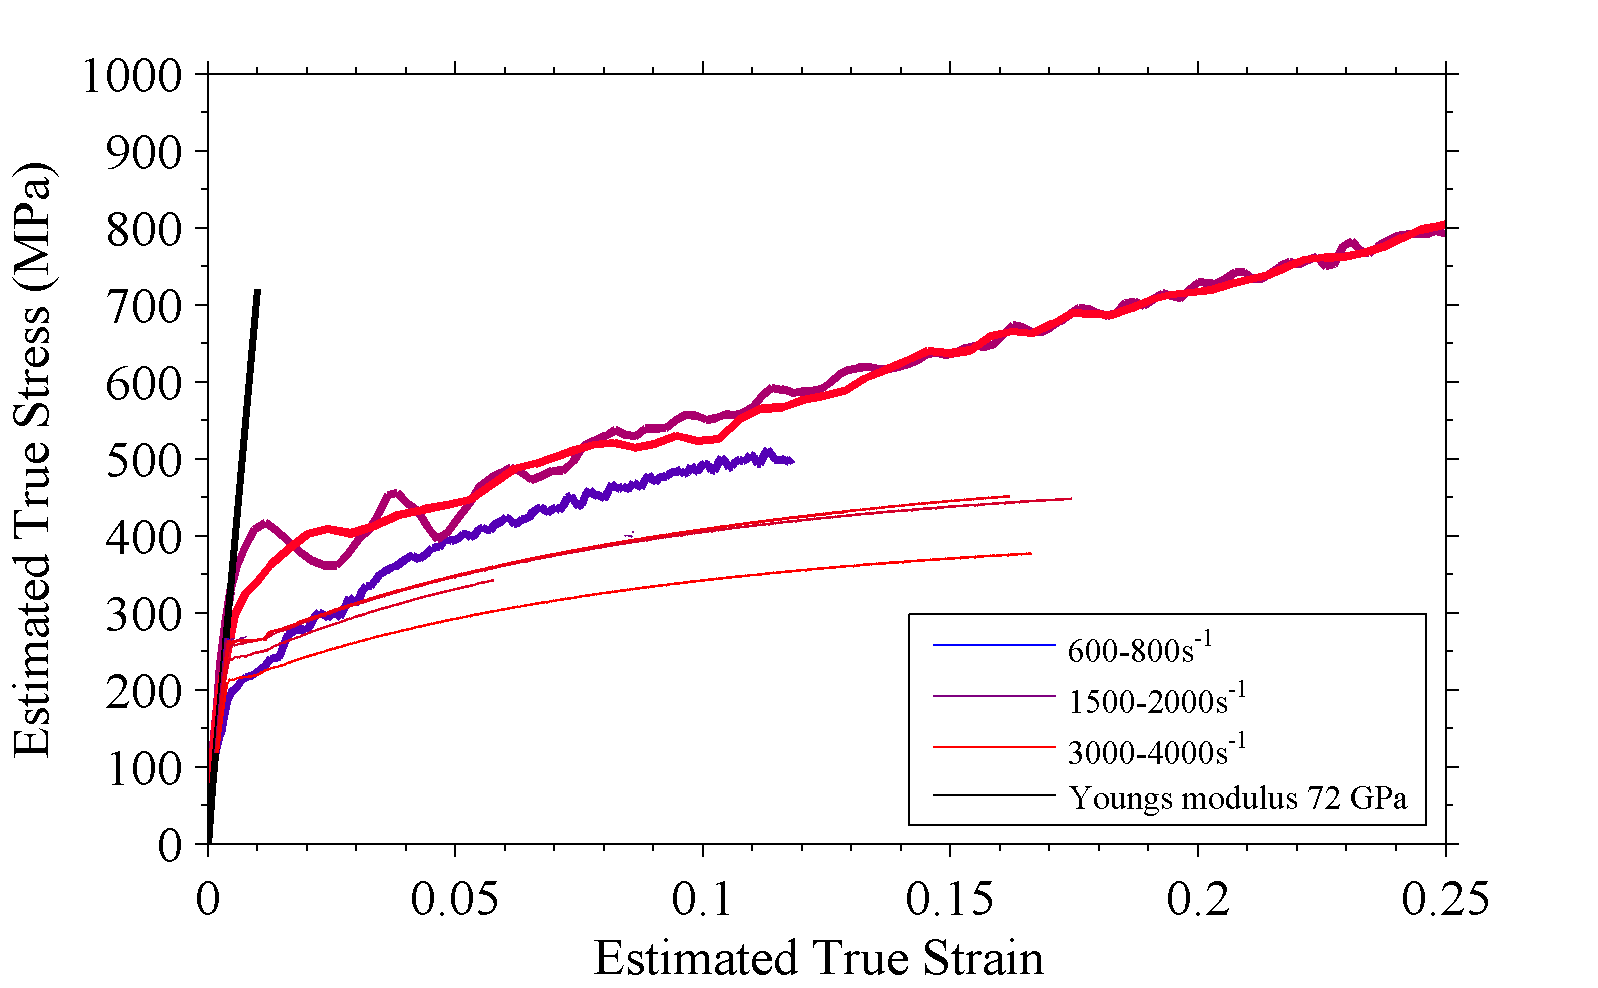 Estimated True Stress (MPa)
1000
900
800
700
600
500
400
300
200
100
0
600-800s⁻¹
1500-2000s⁻¹
3000-4000s⁻¹
Youngs modulus 72 GPa
0 0.05 0.1 0.15 0.2 0.25
Estimated True Strain